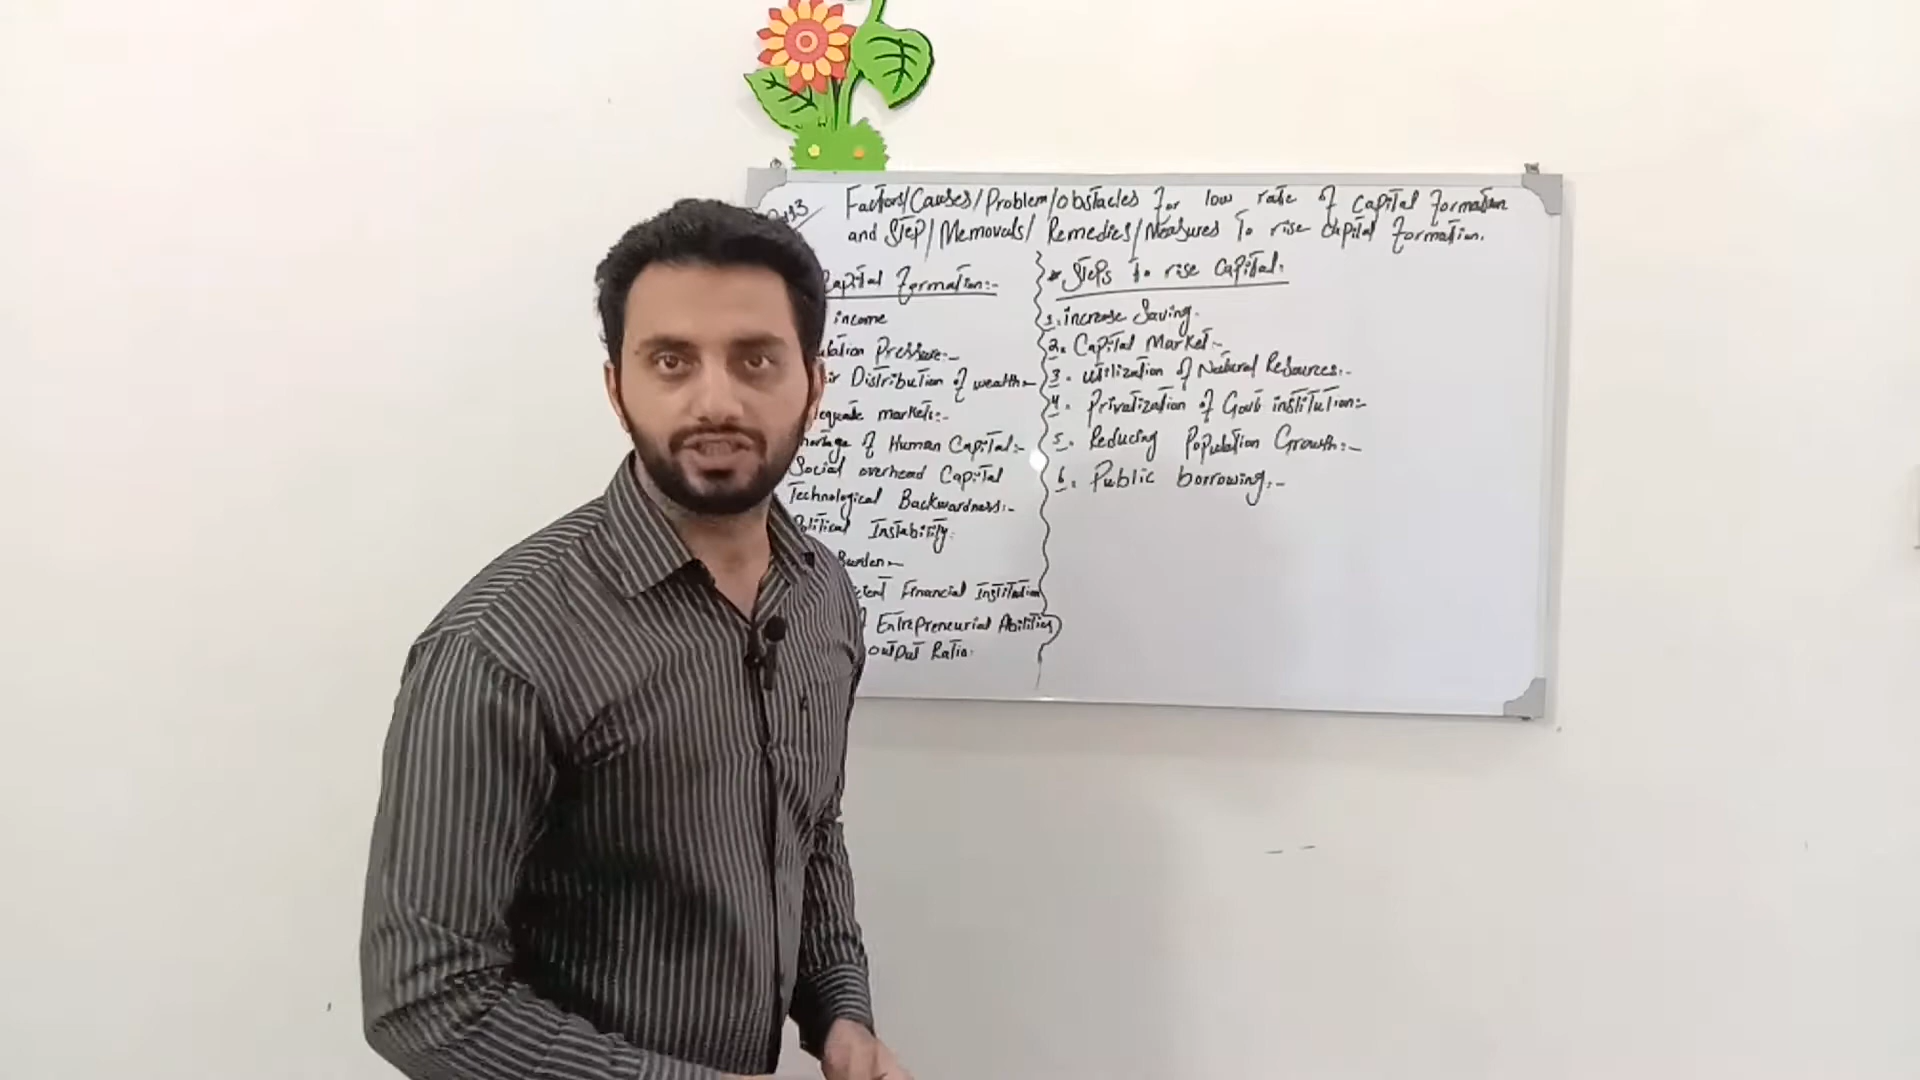 Factors/Causes/Problem/obstacles for low rate of capital formation
and Step/Memovals/ Remedies/Measures To rise capital formation.
Capital Formation:-
income
Pressure:-
Distribution of wealth:-
markets:-
of Human Capital:-
Social overhead Capital
Technological Backwardness:-
Political Instability.
Burden:-
Financial Institution
Entrepreneurial Abilities
output Ratio.
* Steps to rise Capital.
1. increase Saving.
2. Capital Market:-
3. utilization of Natural Resources:-
4. Privatization of Govt institution:-
5. Reducing Population Growth:-
6. Public borrowing:-